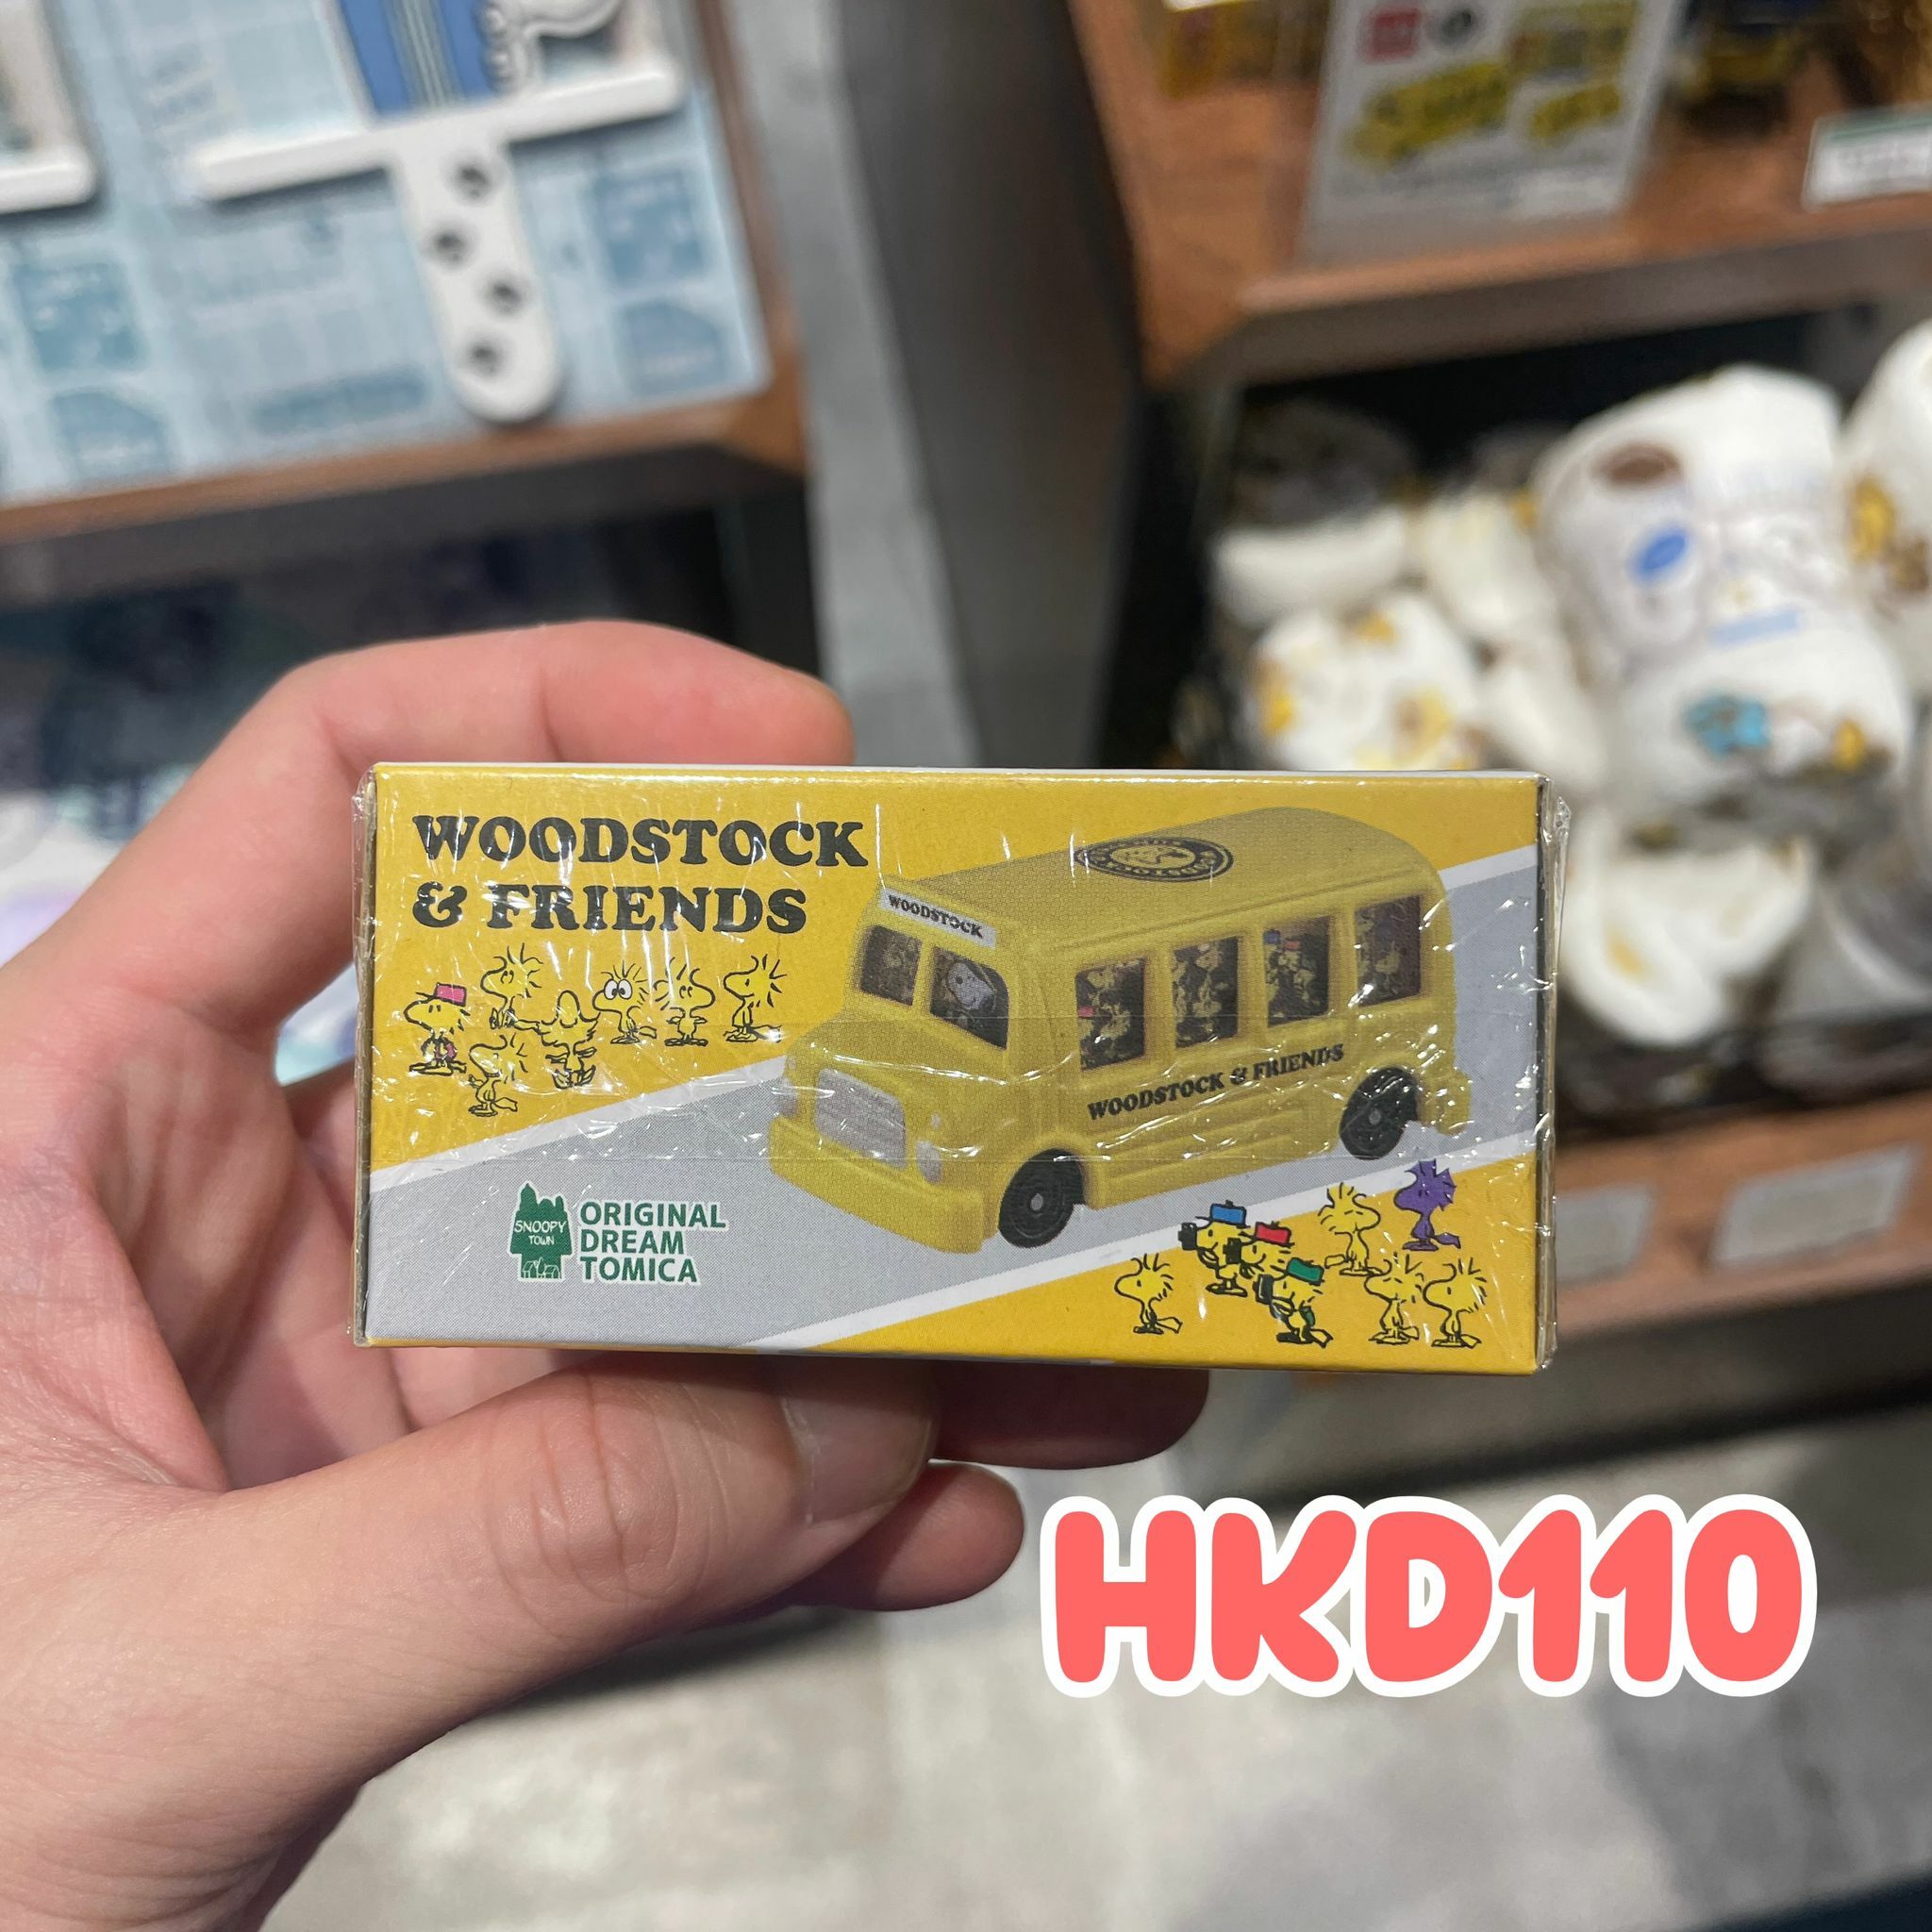 WOODSTOCK
& FRIENDS
WOODSTOCK
WOODSTOCK & FRIENDS
SNOOPY
TOWN
ORIGINAL
DREAM
TOMICA
HKD110